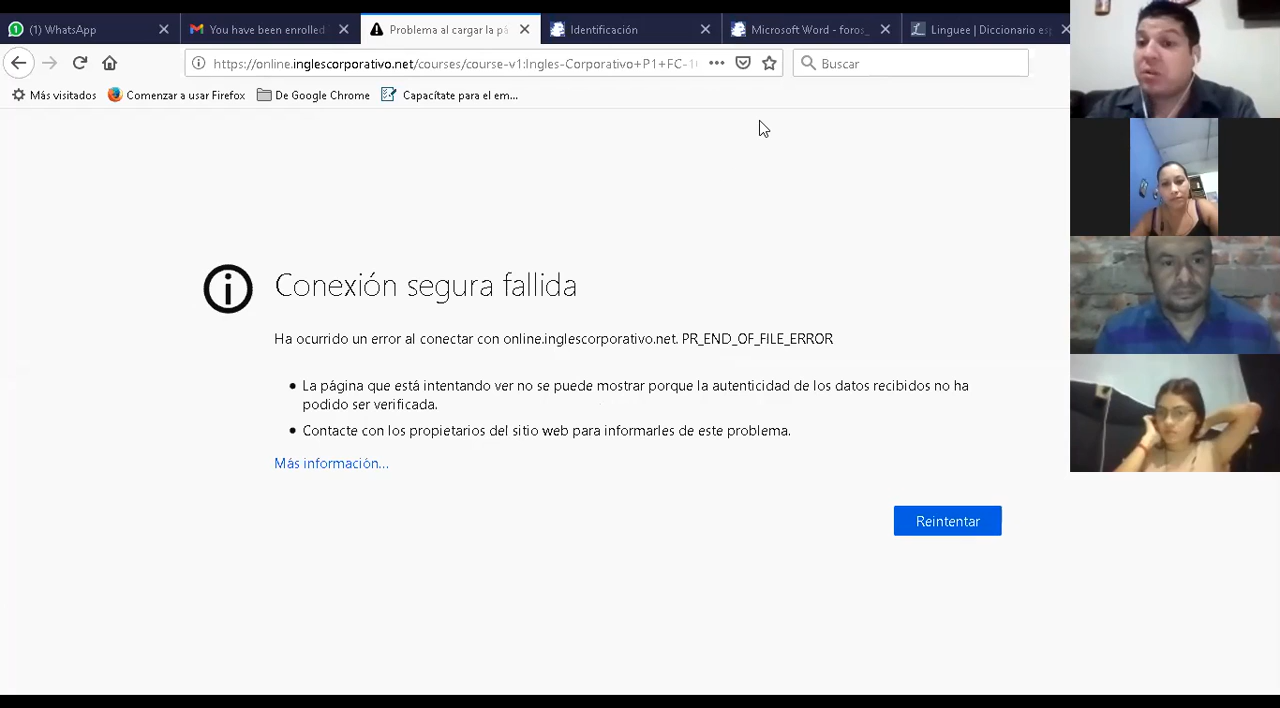 (1) WhatsApp
You have been enrolled
Problema al cargar la pá
Identificación
Microsoft Word - foros_
Linguee | Diccionario es
https://online.inglescorporativo.net/courses/course-v1:Ingles-Corporativo+P1+FC-1
Buscar
Más visitados
Comenzar a usar Firefox
De Google Chrome
Capacítate para el em...
Conexión segura fallida
Ha ocurrido un error al conectar con online.inglescorporativo.net. PR_END_OF_FILE_ERROR
La página que está intentando ver no se puede mostrar porque la autenticidad de los datos recibidos no ha
podido ser verificada.
Contacte con los propietarios del sitio web para informarles de este problema.
Más información...
Reintentar